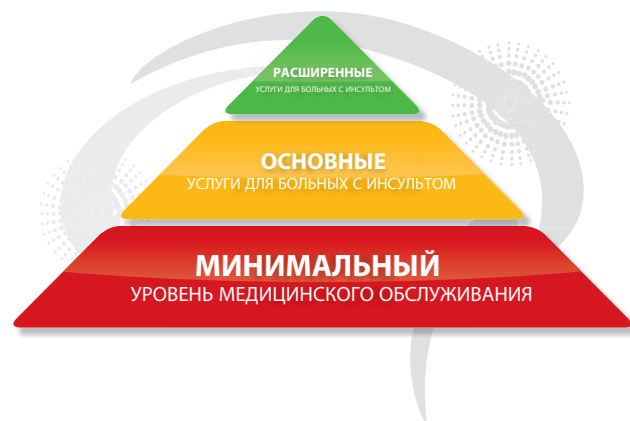 РАСШИРЕННЫЕ
УСЛУГИ ДЛЯ БОЛЬНЫХ С ИНСУЛЬТОМ
ОСНОВНЫЕ
УСЛУГИ ДЛЯ БОЛЬНЫХ С ИНСУЛЬТОМ
МИНИМАЛЬНЫЙ
УРОВЕНЬ МЕДИЦИНСКОГО ОБСЛУЖИВАНИЯ